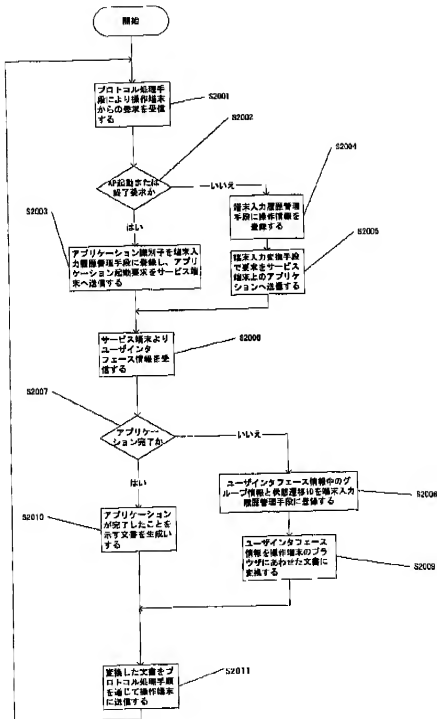 開始
プロトコル処理手
段により操作端末
からの要求を受信
する
S2001
S2002
AP起動または
終了要求か
いいえ
はい
S2004
端末入力履歴管理
手段に操作情報を
登録する
S2003
アプリケーション識別子を端末入
力履歴管理手段に登録し、アプリ
ケーション起動要求をサービス端
末へ送信する
S2005
端末入力変換手段
で要求をサービス
端末上のアプリケー
ションへ送信する
サービス端末より
ユーザインタ
フェース情報を受
信する
S2006
S2007
アプリケー
ション完了か
いいえ
はい
ユーザインタフェース情報中のグ
ループ情報と状態遷移IDを端末入力
履歴管理手段に登録する
S2008
S2010
アプリケーション
が完了したことを
示す文書を生成い
する
ユーザインタフェース
情報を操作端末のブ
ラウザにあわせた文書に
変換する
S2009
変換した文書をプ
ロトコル処理手順
を通じて操作端末
に送信する
S2011